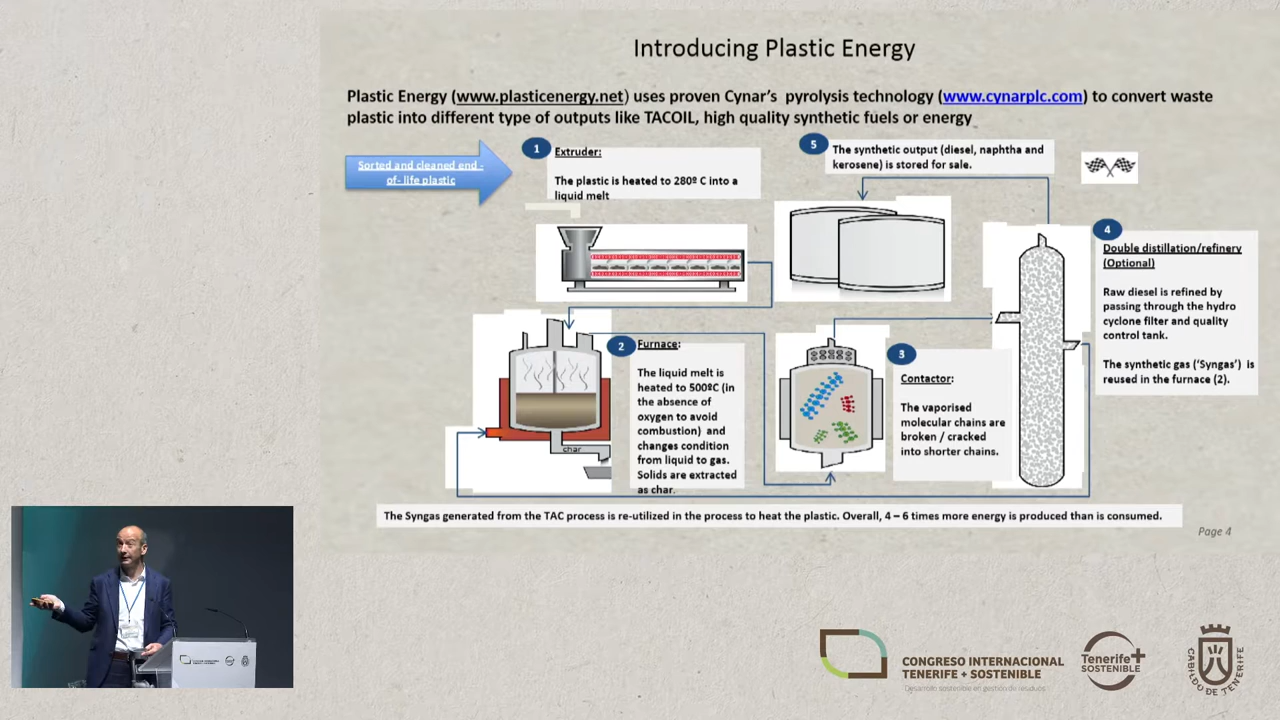 Introducing Plastic Energy
Plastic Energy (www.plasticenergy.net) uses proven Cynar's pyrolysis technology (www.cynarplc.com) to convert waste
plastic into different type of outputs like TACOIL, high quality synthetic fuels or energy
Sorted and cleaned end -
of- life plastic
1
Extruder:
The plastic is heated to 280º C into a
liquid melt
5
The synthetic output (diesel, naphtha and
kerosene) is stored for sale.
4
Double distillation/refinery
(Optional)
Raw diesel is refined by
passing through the hydro
cyclone filter and quality
control tank.
The synthetic gas ('Syngas') is
reused in the furnace (2).
2
Furnace:
The liquid melt is
heated to 500ºC (in
the absence of
oxygen to avoid
combustion) and
changes condition
from liquid to gas.
Solids are extracted
as char.
char
3
Contactor:
The vaporised
molecular chains are
broken / cracked
into shorter chains.
The Syngas generated from the TAC process is re-utilized in the process to heat the plastic. Overall, 4 – 6 times more energy is produced than is consumed.
Page 4
CONGRESO INTERNACIONAL
TENERIFE + SOSTENIBLE
Desarrollo sostenible en gestión de residuos
Tenerife+
SOSTENIBLE
CABILDO DE TENERIFE